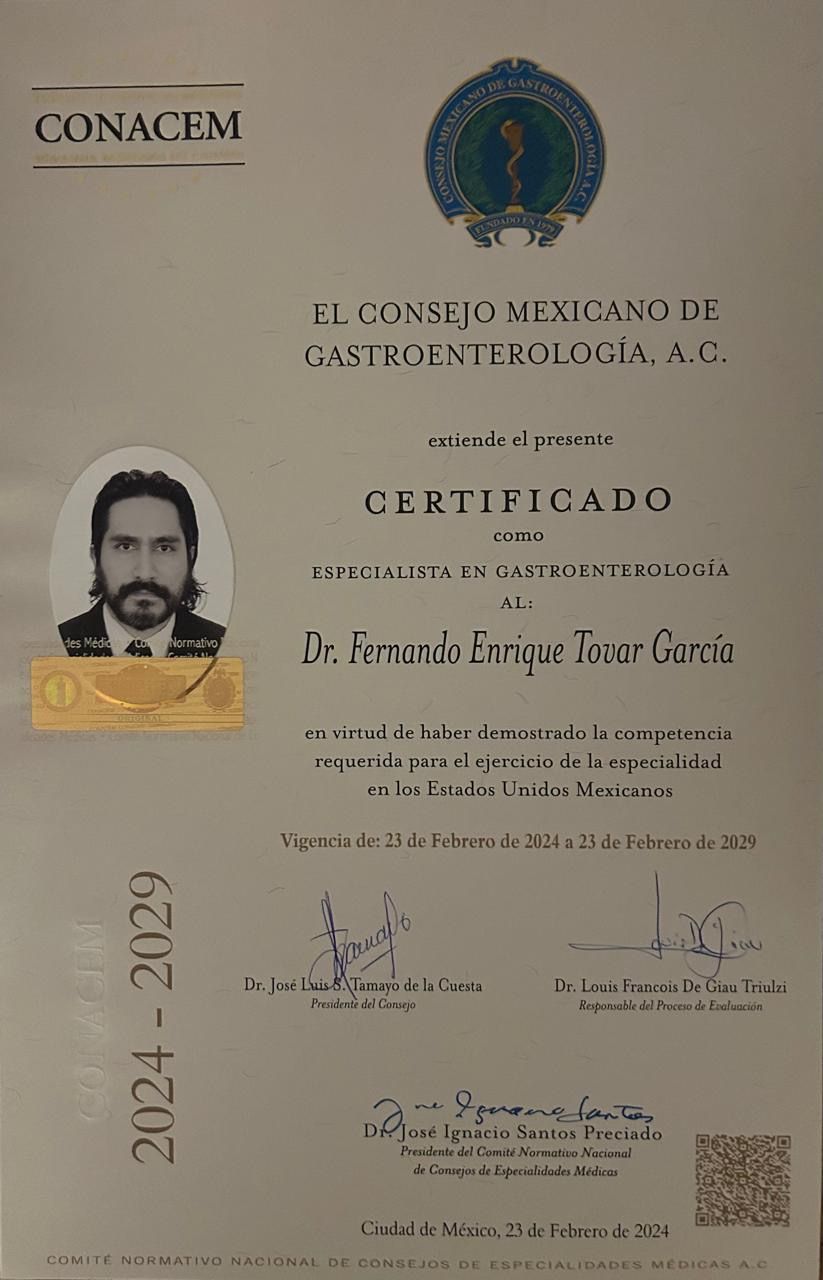 CONACEM
CONSEJO MEXICANO DE GASTROENTEROLOGÍA A.C.
FUNDADO EN 1979
EL CONSEJO MEXICANO DE
GASTROENTEROLOGÍA, A.C.
extiende el presente
CERTIFICADO
como
ESPECIALISTA EN GASTROENTEROLOGÍA
AL:
Dr. Fernando Enrique Tovar García
Normativo
ORIGINAL
en virtud de haber demostrado la competencia
requerida para el ejercicio de la especialidad
en los Estados Unidos Mexicanos
Vigencia de: 23 de Febrero de 2024 a 23 de Febrero de 2029
CONACEM
2024 - 2029
Dr. José Luis S. Tamayo de la Cuesta
Presidente del Consejo
Dr. Louis Francois De Giau Triulzi
Responsable del Proceso de Evaluación
Jose Ignacio Santos
Dr. José Ignacio Santos Preciado
Presidente del Comité Normativo Nacional
de Consejos de Especialidades Médicas
Ciudad de México, 23 de Febrero de 2024
COMITÉ NORMATIVO NACIONAL DE CONSEJOS DE ESPECIALIDADES MÉDICAS A.C.